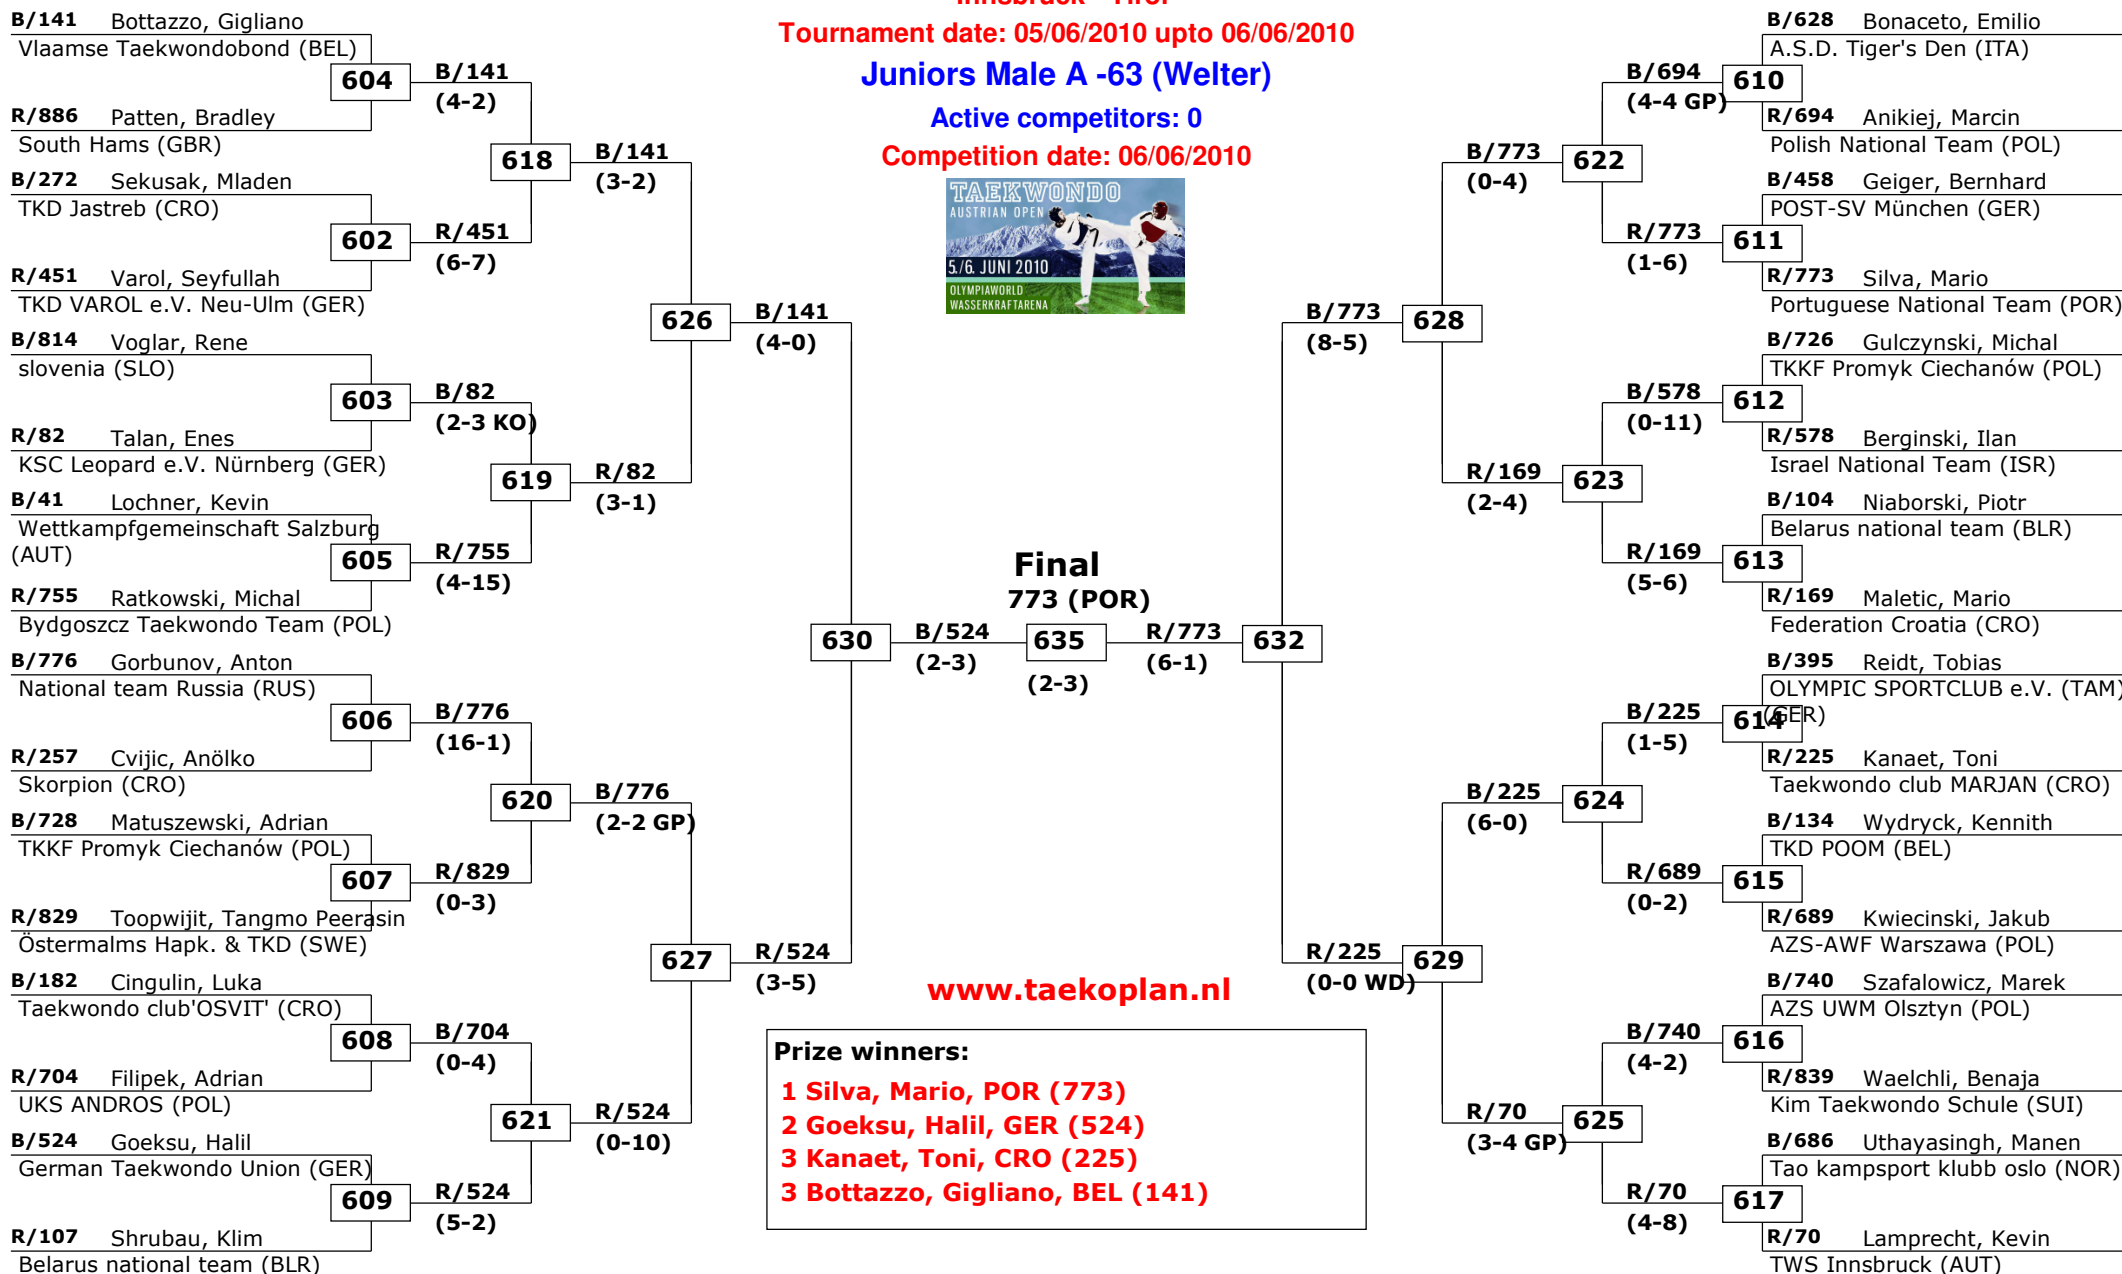 Tournament date: 05/06/2010 upto 06/06/2010
Juniors Male A -63 (Welter)
Active competitors: 0
Competition date: 06/06/2010
TAEKWONDO
AUSTRIAN OPEN
5./6. JUNI 2010
OLYMPIAWORLD
WASSERKRAFTARENA
B/141 Bottazzo, Gigliano
Vlaamse Taekwondobond (BEL)
604
R/886 Patten, Bradley
South Hams (GBR)
B/272 Sekusak, Mladen
TKD Jastreb (CRO)
602
R/451 Varol, Seyfullah
TKD VAROL e.V. Neu-Ulm (GER)
B/814 Voglar, Rene
slovenia (SLO)
603
R/82 Talan, Enes
KSC Leopard e.V. Nürnberg (GER)
B/41 Lochner, Kevin
Wettkampfgemeinschaft Salzburg
(AUT)
605
R/755 Ratkowski, Michal
Bydgoszcz Taekwondo Team (POL)
B/776 Gorbunov, Anton
National team Russia (RUS)
606
R/257 Cvijic, Anölko
Skorpion (CRO)
B/728 Matuszewski, Adrian
TKKF Promyk Ciechanów (POL)
607
R/829 Toopwijit, Tangmo Peerasin
Östermalms Hapk. & TKD (SWE)
B/182 Cingulin, Luka
Taekwondo club'OSVIT' (CRO)
608
R/704 Filipek, Adrian
UKS ANDROS (POL)
B/524 Goeksu, Halil
German Taekwondo Union (GER)
609
R/107 Shrubau, Klim
Belarus national team (BLR)
B/141
(4-2)
618
R/451
(6-7)
B/82
(2-3 KO)
619
R/755
(4-15)
B/776
(16-1)
620
R/829
(0-3)
B/704
(0-4)
621
R/524
(5-2)
B/141
(3-2)
626
R/82
(3-1)
B/776
(2-2 GP)
627
R/524
(0-10)
B/141
(4-0)
630
R/524
(3-5)
Final
773 (POR)
B/524
(2-3)
635
(2-3)
R/773
(6-1)
632
B/773
(8-5)
628
R/225
(0-0 WD)
629
B/773
(0-4)
622
R/169
(2-4)
623
B/225
(6-0)
624
R/70
(3-4 GP)
625
B/694
(4-4 GP)
R/773
(1-6)
B/578
(0-11)
R/169
(5-6)
B/225
(1-5)
R/689
(0-2)
B/740
(4-2)
R/70
(4-8)
B/628 Bonaceto, Emilio
A.S.D. Tiger's Den (ITA)
610
R/694 Anikiej, Marcin
Polish National Team (POL)
B/458 Geiger, Bernhard
POST-SV München (GER)
611
R/773 Silva, Mario
Portuguese National Team (POR)
B/726 Gulczynski, Michal
TKKF Promyk Ciechanów (POL)
612
R/578 Berginski, Ilan
Israel National Team (ISR)
B/104 Niaborski, Piotr
Belarus national team (BLR)
613
R/169 Maletic, Mario
Federation Croatia (CRO)
B/395 Reidt, Tobias
OLYMPIC SPORTCLUB e.V. (TAM)
(GER)
614
R/225 Kanaet, Toni
Taekwondo club MARJAN (CRO)
B/134 Wydryck, Kennith
TKD POOM (BEL)
615
R/689 Kwiecinski, Jakub
AZS-AWF Warszawa (POL)
B/740 Szafalowicz, Marek
AZS UWM Olsztyn (POL)
616
R/839 Waelchli, Benaja
Kim Taekwondo Schule (SUI)
B/686 Uthayasingh, Manen
Tao kampsport klubb oslo (NOR)
617
R/70 Lamprecht, Kevin
TWS Innsbruck (AUT)
www.taekoplan.nl
Prize winners:
1 Silva, Mario, POR (773)
2 Goeksu, Halil, GER (524)
3 Kanaet, Toni, CRO (225)
3 Bottazzo, Gigliano, BEL (141)